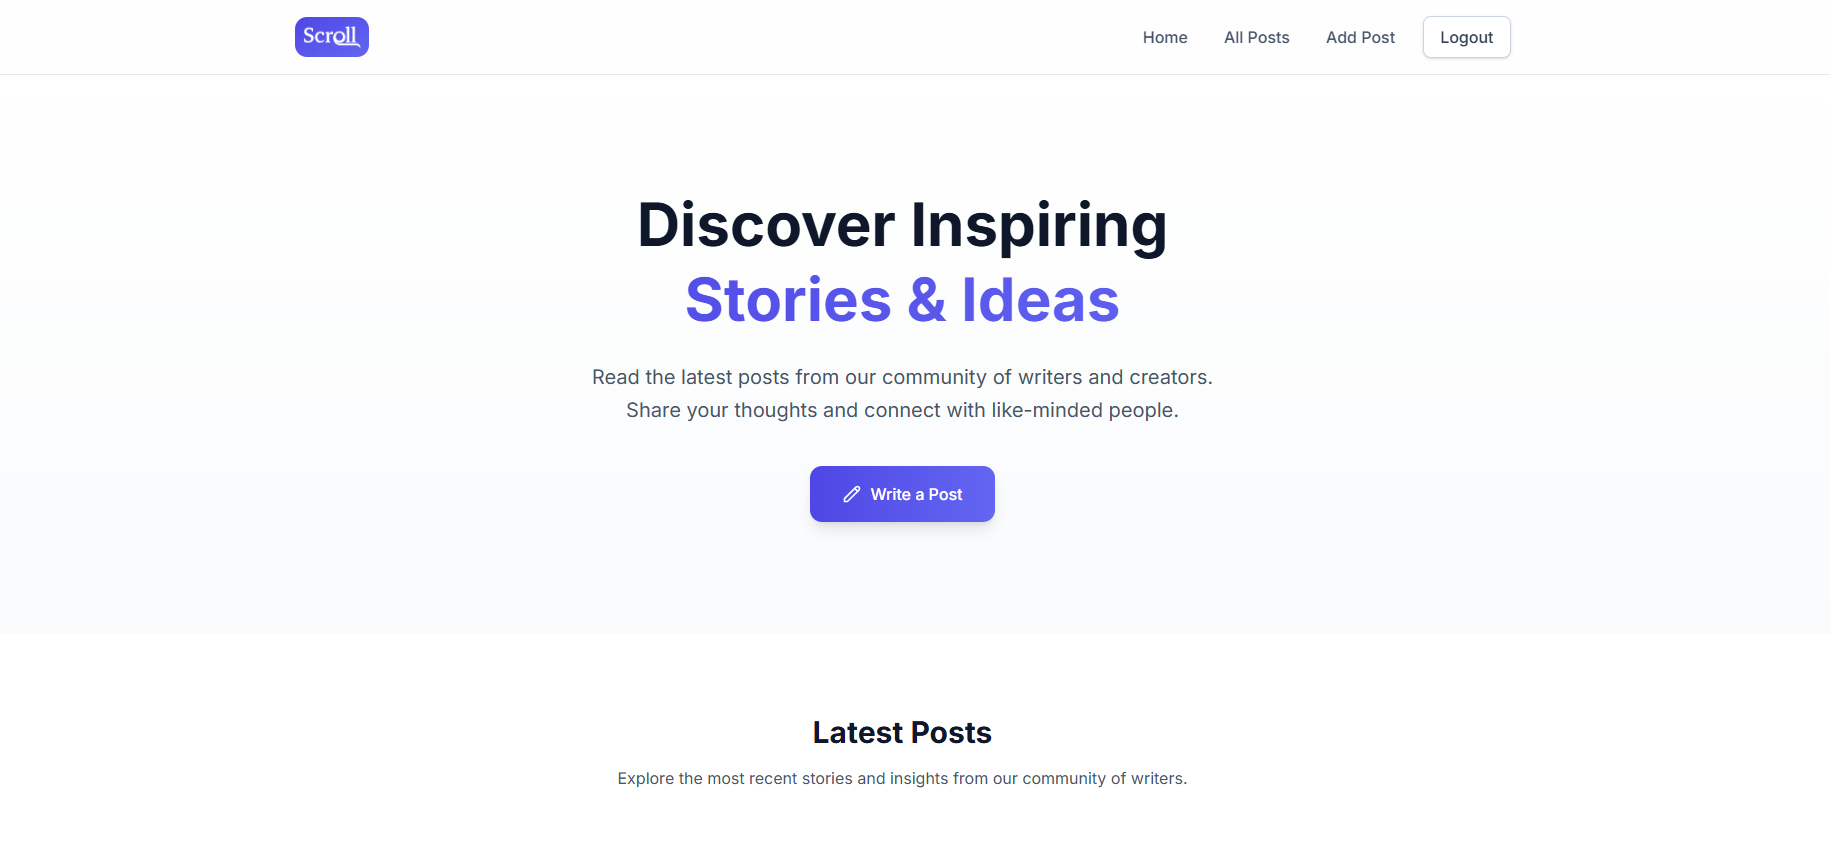 Scroll
Home
All Posts
Add Post
Logout
Discover Inspiring
Stories & Ideas
Read the latest posts from our community of writers and creators.
Share your thoughts and connect with like-minded people.
Write a Post
Latest Posts
Explore the most recent stories and insights from our community of writers.